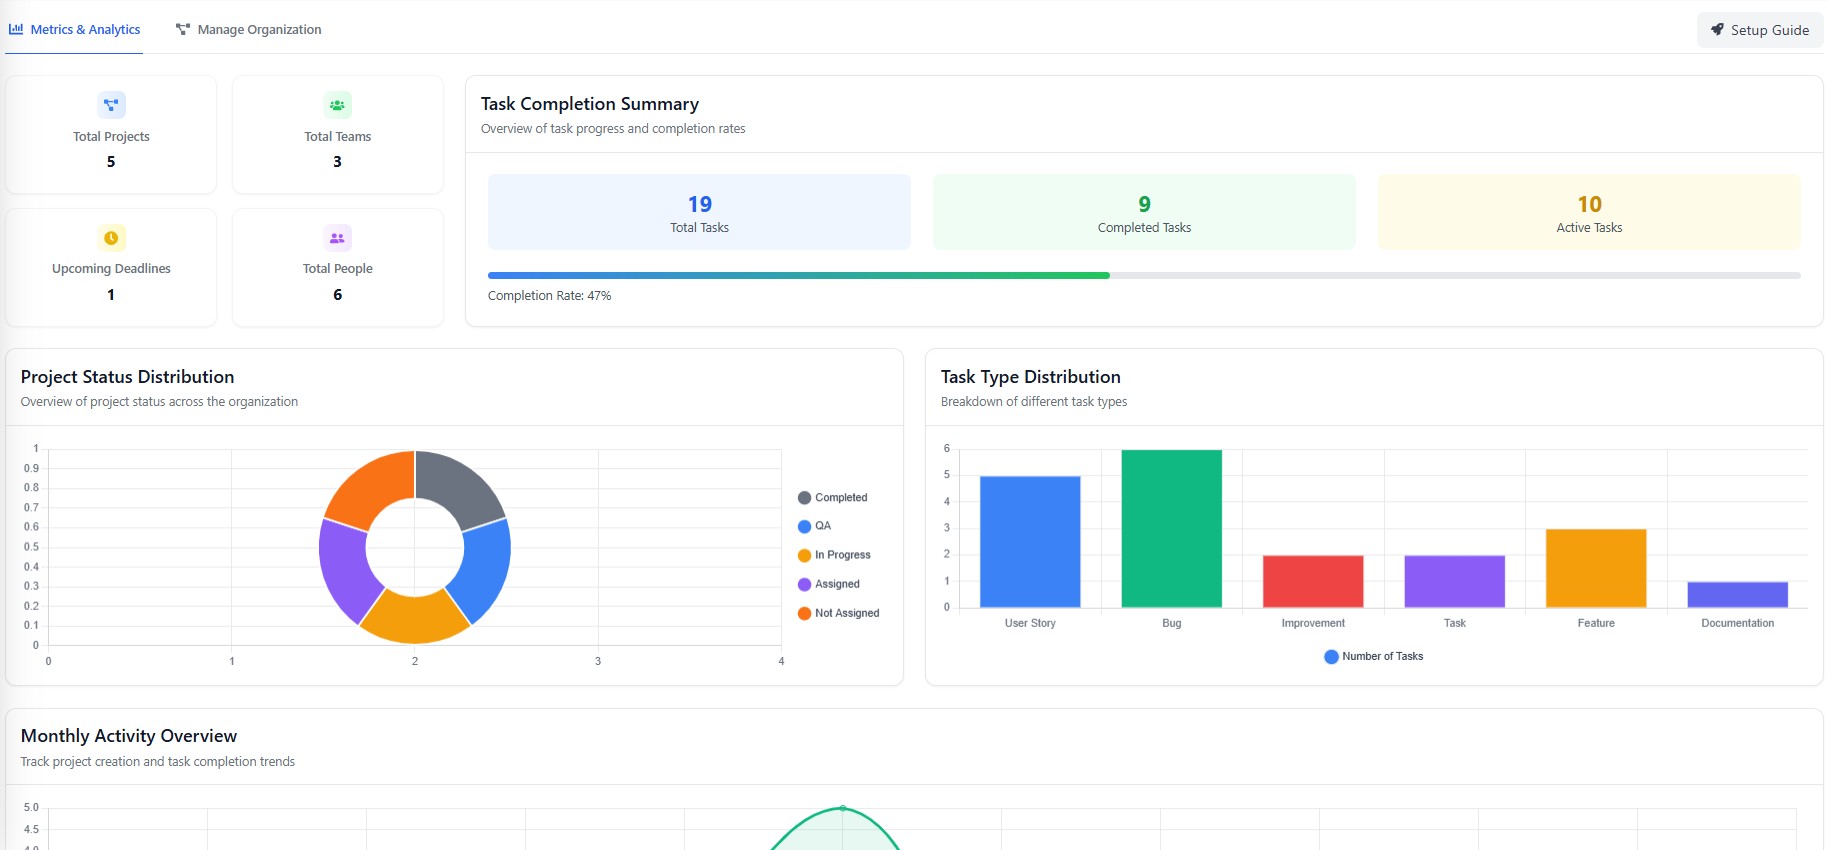 Metrics & Analytics
Manage Organization
Setup Guide
Total Projects
5
Total Teams
3
Upcoming Deadlines
1
Total People
6
Task Completion Summary
Overview of task progress and completion rates
19
Total Tasks
9
Completed Tasks
10
Active Tasks
Completion Rate: 47%
Project Status Distribution
Overview of project status across the organization
1
0.9
0.8
0.7
0.6
0.5
0.4
0.3
0.2
0.1
0
0 1 2 3 4
Completed
QA
In Progress
Assigned
Not Assigned
Task Type Distribution
Breakdown of different task types
6
5
4
3
2
1
0
User Story Bug Improvement Task Feature Documentation
Number of Tasks
Monthly Activity Overview
Track project creation and task completion trends
5.0
4.5
4.0